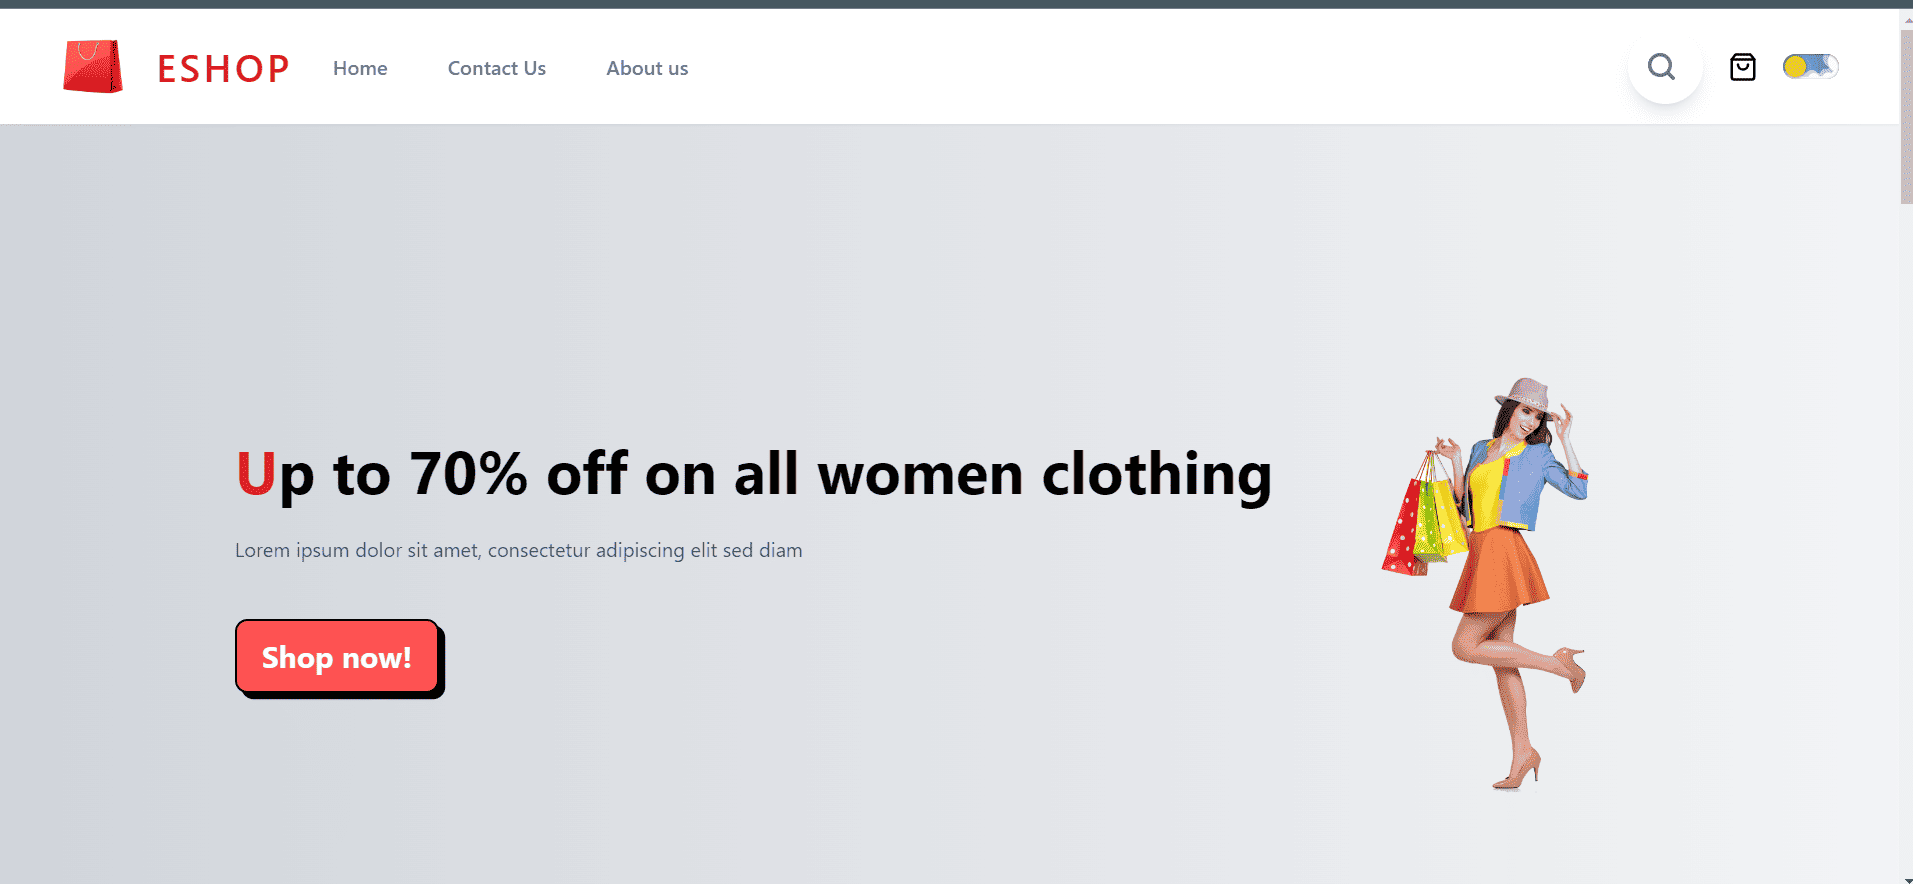 ESHOP Home Contact Us About us
Up to 70% off on all women clothing
Lorem ipsum dolor sit amet, consectetur adipiscing elit sed diam
Shop now!